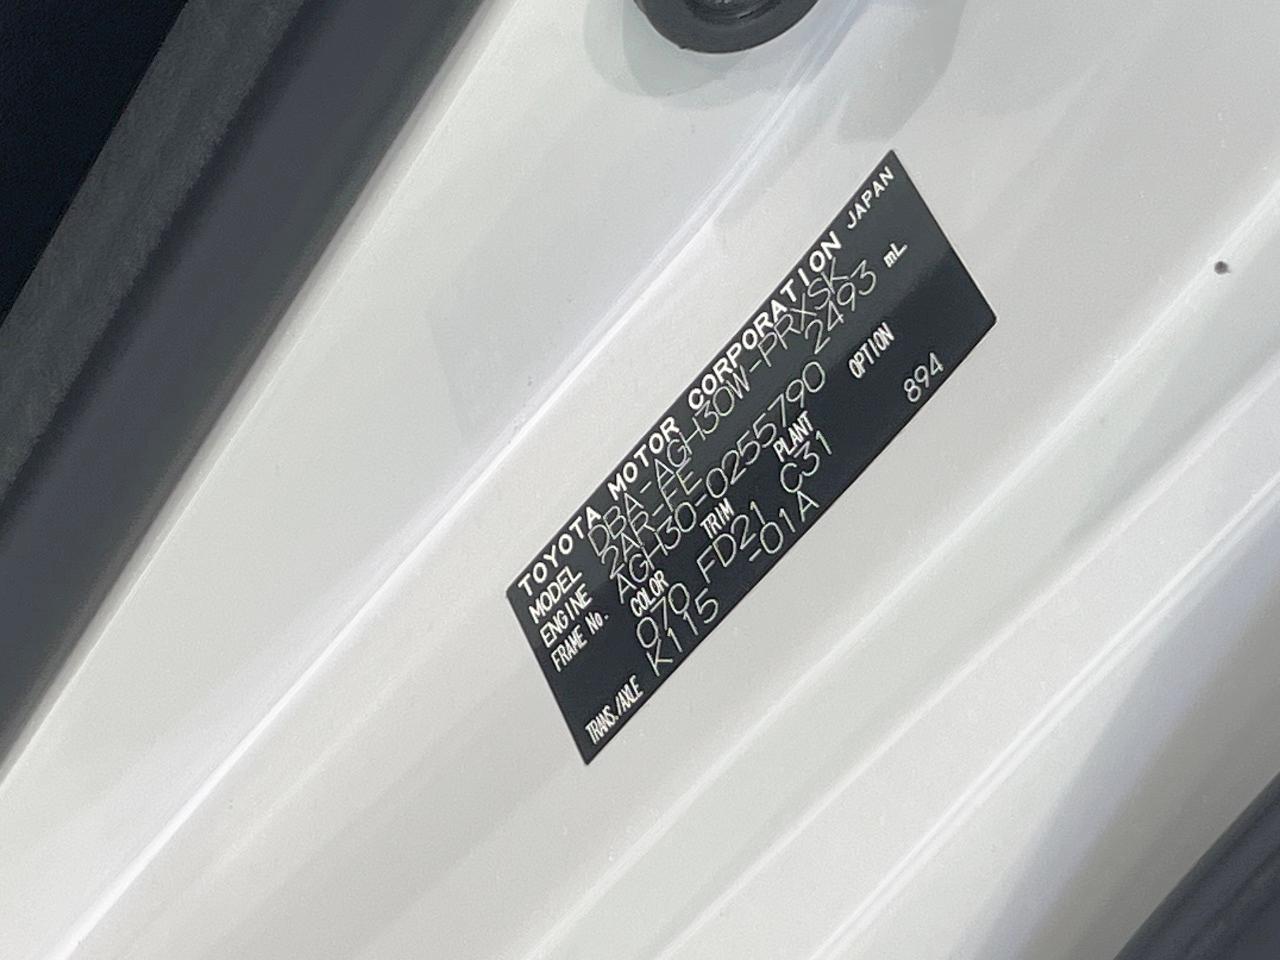 TOYOTA MOTOR CORPORATION JAPAN
MODEL DBA-AGH30W-PRXSK
ENGINE 2AR-FE 2493 mL
FRAME No. AGH30-0255790
COLOR TRIM PLANT OPTION
070 FD21 C31 894
TRANS./AXLE K115 -01A